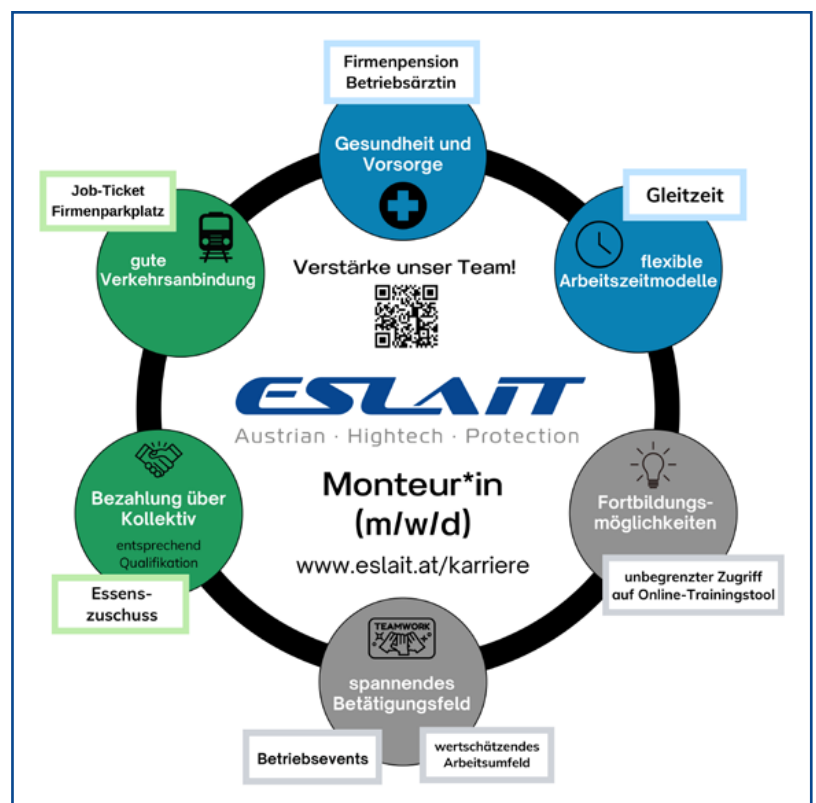 Firmenpension
Betriebsärztin
Gesundheit und
Vorsorge
Job-Ticket
Firmenparkplatz
gute
Verkehrsanbindung
Gleitzeit
flexible
Arbeitszeitmodelle
Verstärke unser Team!
ESLAIT
Austrian · Hightech · Protection
Monteur*in
(m/w/d)
www.eslait.at/karriere
Bezahlung über
Kollektiv
entsprechend
Qualifikation
Essens-
zuschuss
Fortbildungs-
möglichkeiten
unbegrenzter Zugriff
auf Online-Trainingstool
TEAMWORK
spannendes
Betätigungsfeld
Betriebsevents
wertschätzendes
Arbeitsumfeld